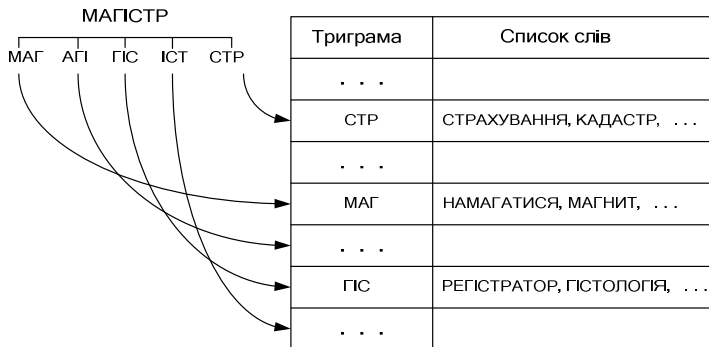 МАГІСТР
МАГ АГІ ГІС ІСТ СТР
Триграма Список слів
. . .
СТР СТРАХУВАННЯ, КАДАСТР, . . .
. . .
МАГ НАМАГАТИСЯ, МАГНИТ, . . .
. . .
ГІС РЕГІСТРАТОР, ГІСТОЛОГІЯ, . . .
. . .